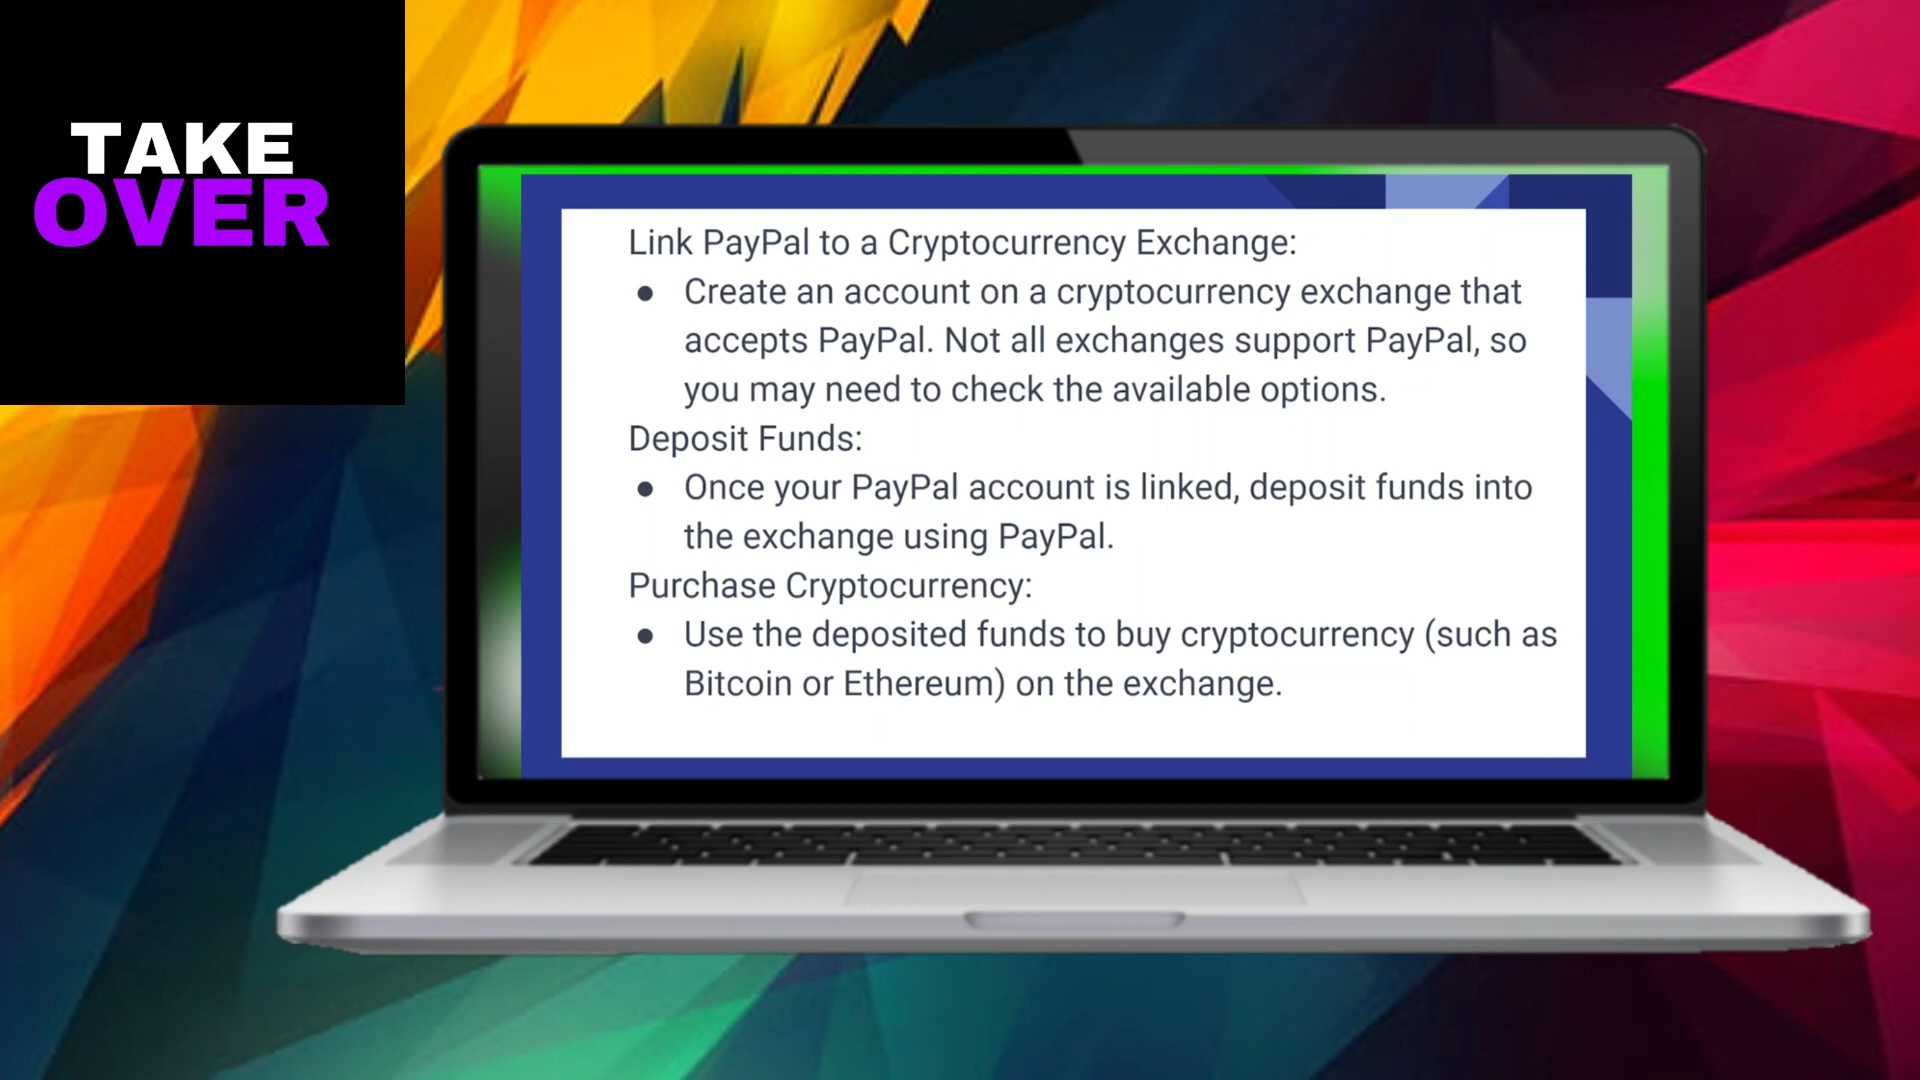 TAKE
OVER
Link PayPal to a Cryptocurrency Exchange:
● Create an account on a cryptocurrency exchange that
accepts PayPal. Not all exchanges support PayPal, so
you may need to check the available options.
Deposit Funds:
● Once your PayPal account is linked, deposit funds into
the exchange using PayPal.
Purchase Cryptocurrency:
● Use the deposited funds to buy cryptocurrency (such as
Bitcoin or Ethereum) on the exchange.